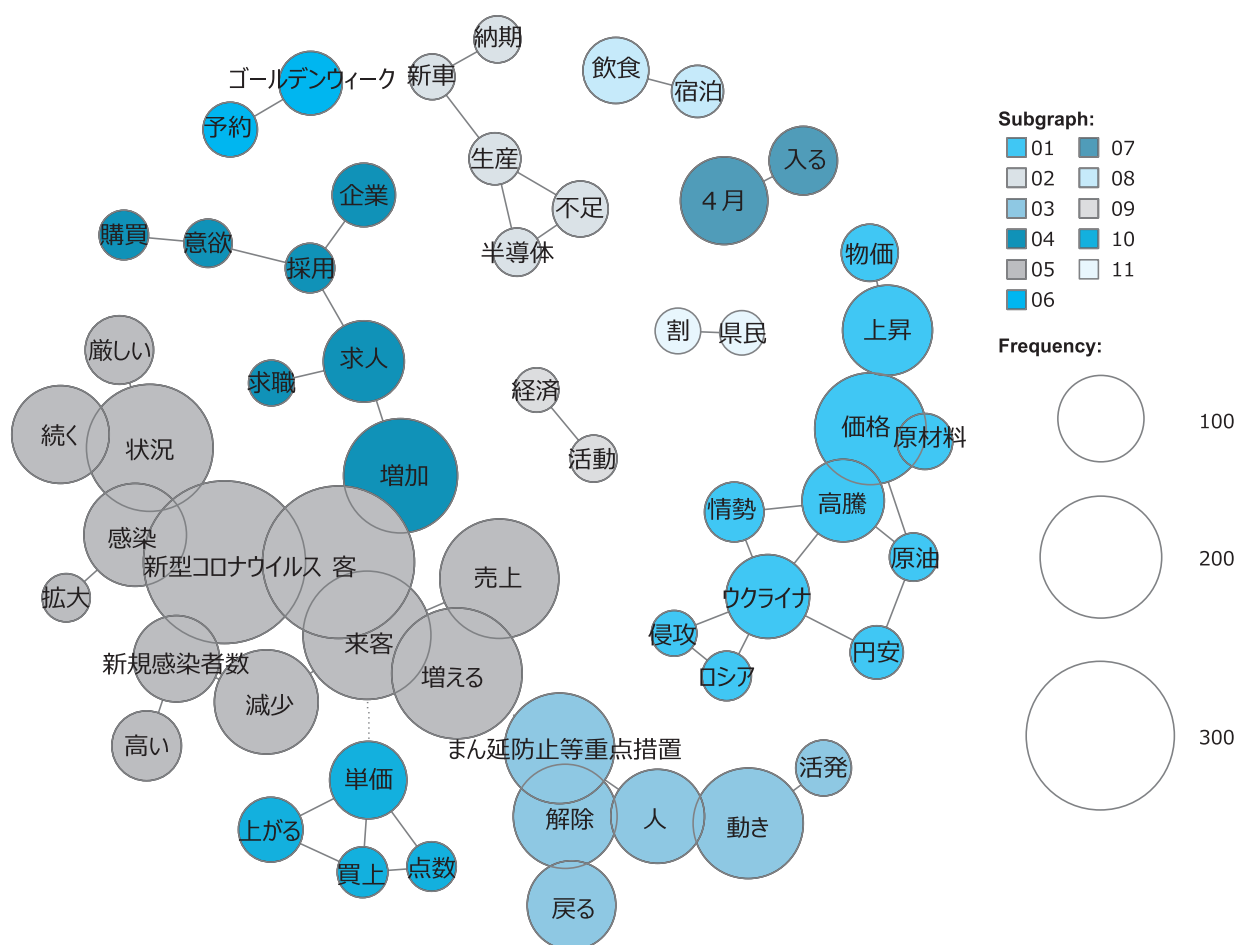 納期
ゴールデンウィーク
新車
飲食
宿泊
予約
生産
入る
企業
4月
不足
購買
意欲
半導体
採用
物価
割
県民
上昇
厳しい
求人
求職
経済
続く
状況
価格
原材料
活動
増加
高騰
情勢
感染
新型コロナウイルス
客
原油
売上
拡大
ウクライナ
侵攻
来客
円安
新規感染者数
増える
ロシア
減少
高い
まん延防止等重点措置
単価
活発
上がる
解除
人
動き
買上
点数
戻る
Subgraph:
01 07
02 08
03 09
04 10
05 11
06
Frequency:
100
200
300